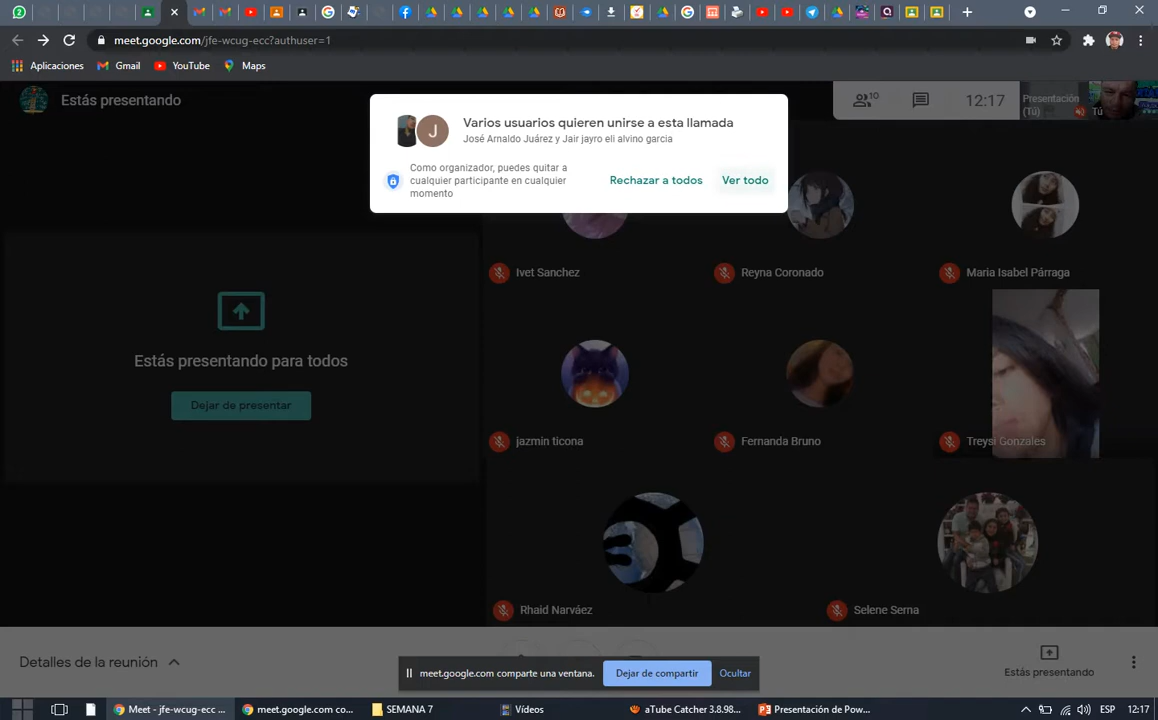 meet.google.com/jfe-wcug-ecc?authuser=1
Aplicaciones
Gmail
YouTube
Maps
Estás presentando
10
12:17
Presentación
(Tú)
Tú
J
Varios usuarios quieren unirse a esta llamada
José Arnaldo Juárez y Jair jayro eli alvino garcia
Como organizador, puedes quitar a
cualquier participante en cualquier
momento
Rechazar a todos
Ver todo
Ivet Sanchez
Reyna Coronado
Maria Isabel Párraga
Estás presentando para todos
Dejar de presentar
jazmin ticona
Fernanda Bruno
Treysi Gonzales
Rhaid Narváez
Selene Serna
Detalles de la reunión
meet.google.com comparte una ventana.
Dejar de compartir
Ocultar
Estás presentando
Meet - jfe-wcug-ecc ...
meet.google.com co...
SEMANA 7
Vídeos
aTube Catcher 3.8.98...
Presentación de Pow...
ESP
12:17